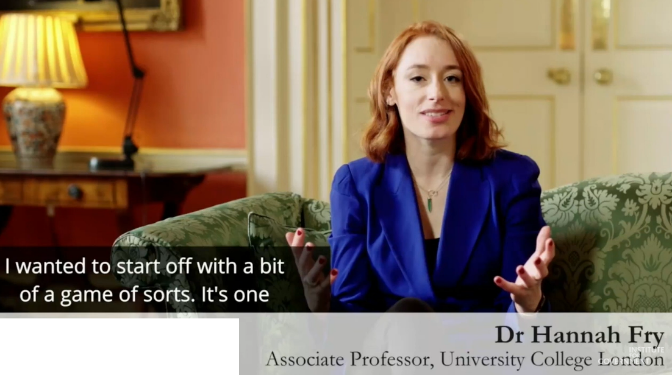 I wanted to start off with a bit
of a game of sorts. It's one
Dr Hannah Fry
Associate Professor, University College London
INSTITUTE